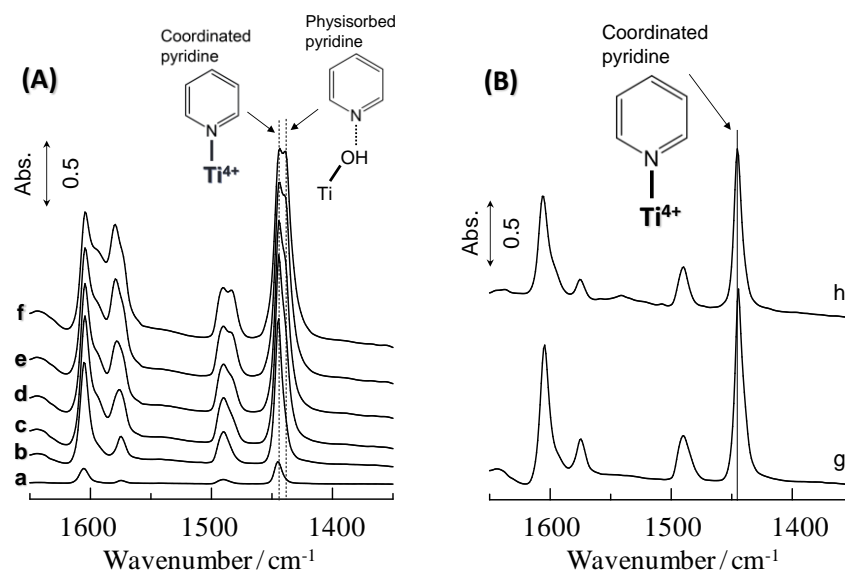 (A)
Coordinated
pyridine
N
Ti4+
Physisorbed
pyridine
N
OH
Ti
Abs.
0.5
f
e
d
c
b
a
1600
1500
1400
Wavenumber / cm-1
(B)
Coordinated
pyridine
N
Ti4+
Abs.
0.5
h
g
1600
1500
1400
Wavenumber / cm-1